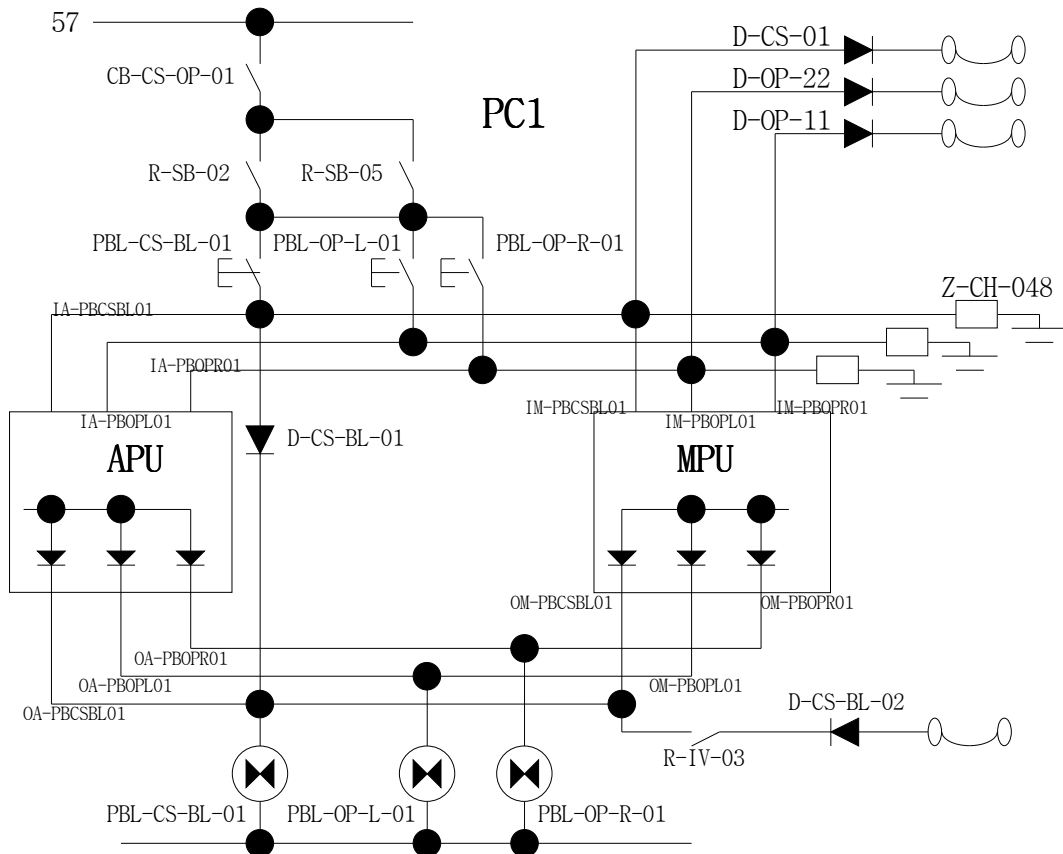 57
D-CS-01
CB-CS-OP-01
D-OP-22
PC1
D-OP-11
R-SB-02
R-SB-05
PBL-CS-BL-01
PBL-OP-L-01
PBL-OP-R-01
Z-CH-048
IA-PBCSBL01
IA-PBOPR01
IA-PBOPL01
IM-PBCSBL01
IM-PBOPL01
IM-PBOPR01
D-CS-BL-01
APU
MPU
OM-PBCSBL01
OM-PBOPR01
OA-PBOPR01
OA-PBOPL01
OM-PBOPL01
OA-PBCSBL01
D-CS-BL-02
R-IV-03
PBL-CS-BL-01
PBL-OP-L-01
PBL-OP-R-01